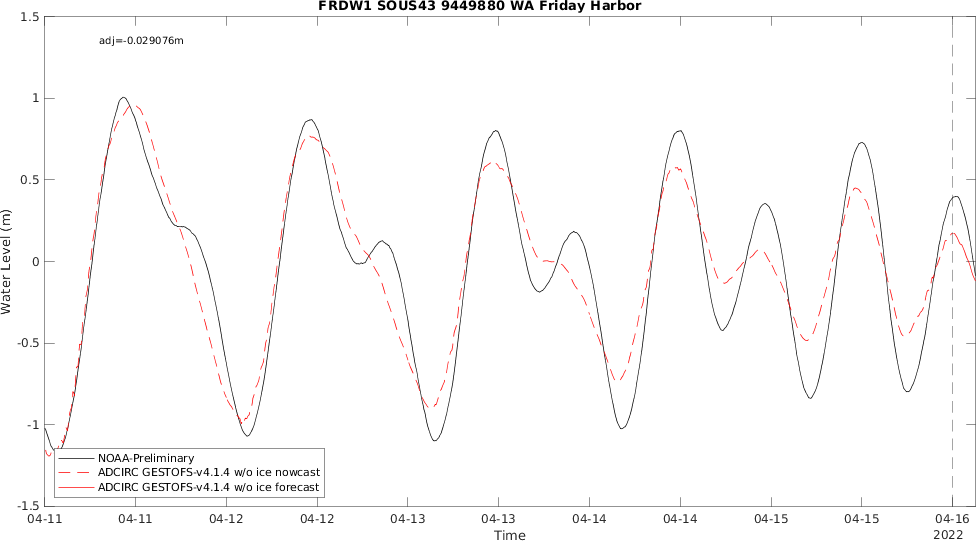 FRDW1 SOUS43 9449880 WA Friday Harbor
adj=-0.029076m
1.5
1
0.5
0
-0.5
-1
-1.5
Water Level (m)
NOAA-Preliminary
ADCIRC GESTOFS-v4.1.4 w/o ice nowcast
ADCIRC GESTOFS-v4.1.4 w/o ice forecast
04-11 04-11 04-12 04-12 04-13 04-13 04-14 04-14 04-15 04-15 04-16
Time
2022